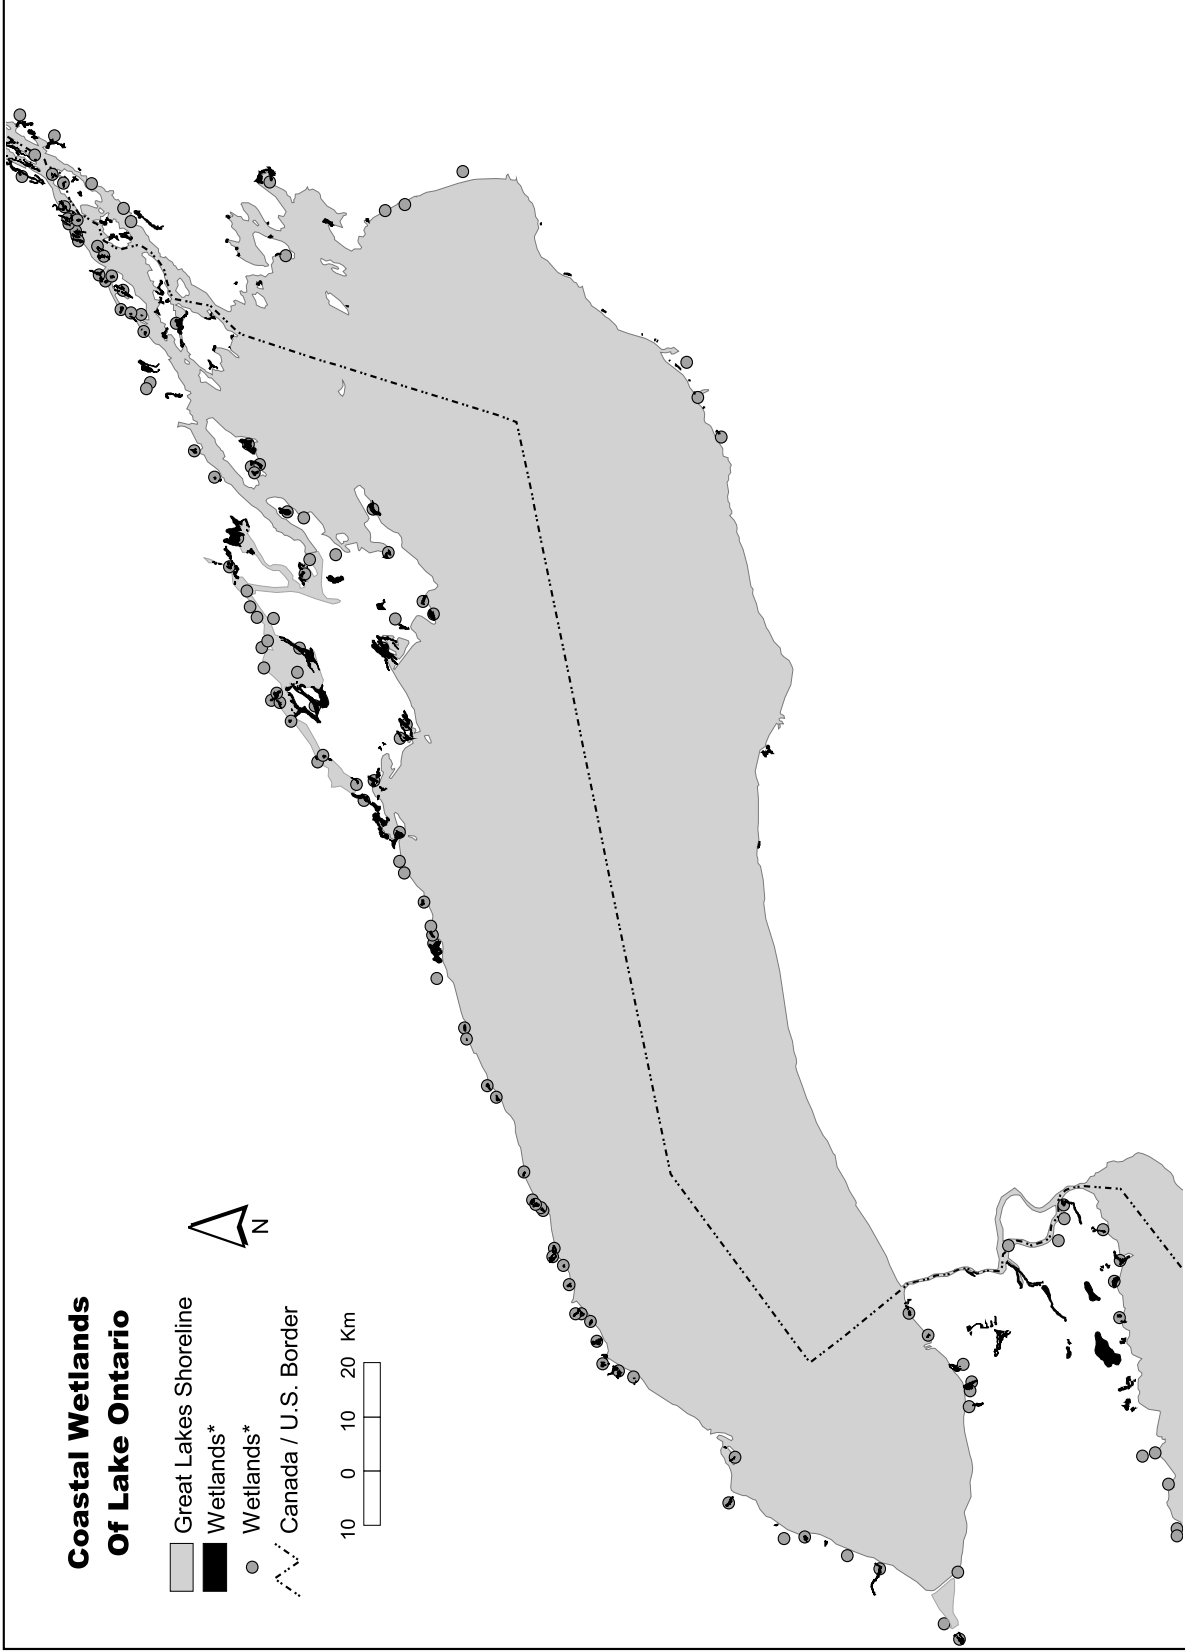 Coastal Wetlands
Of Lake Ontario
Great Lakes Shoreline
Wetlands*
Wetlands*
Canada / U.S. Border
10 0 10 20 Km
N